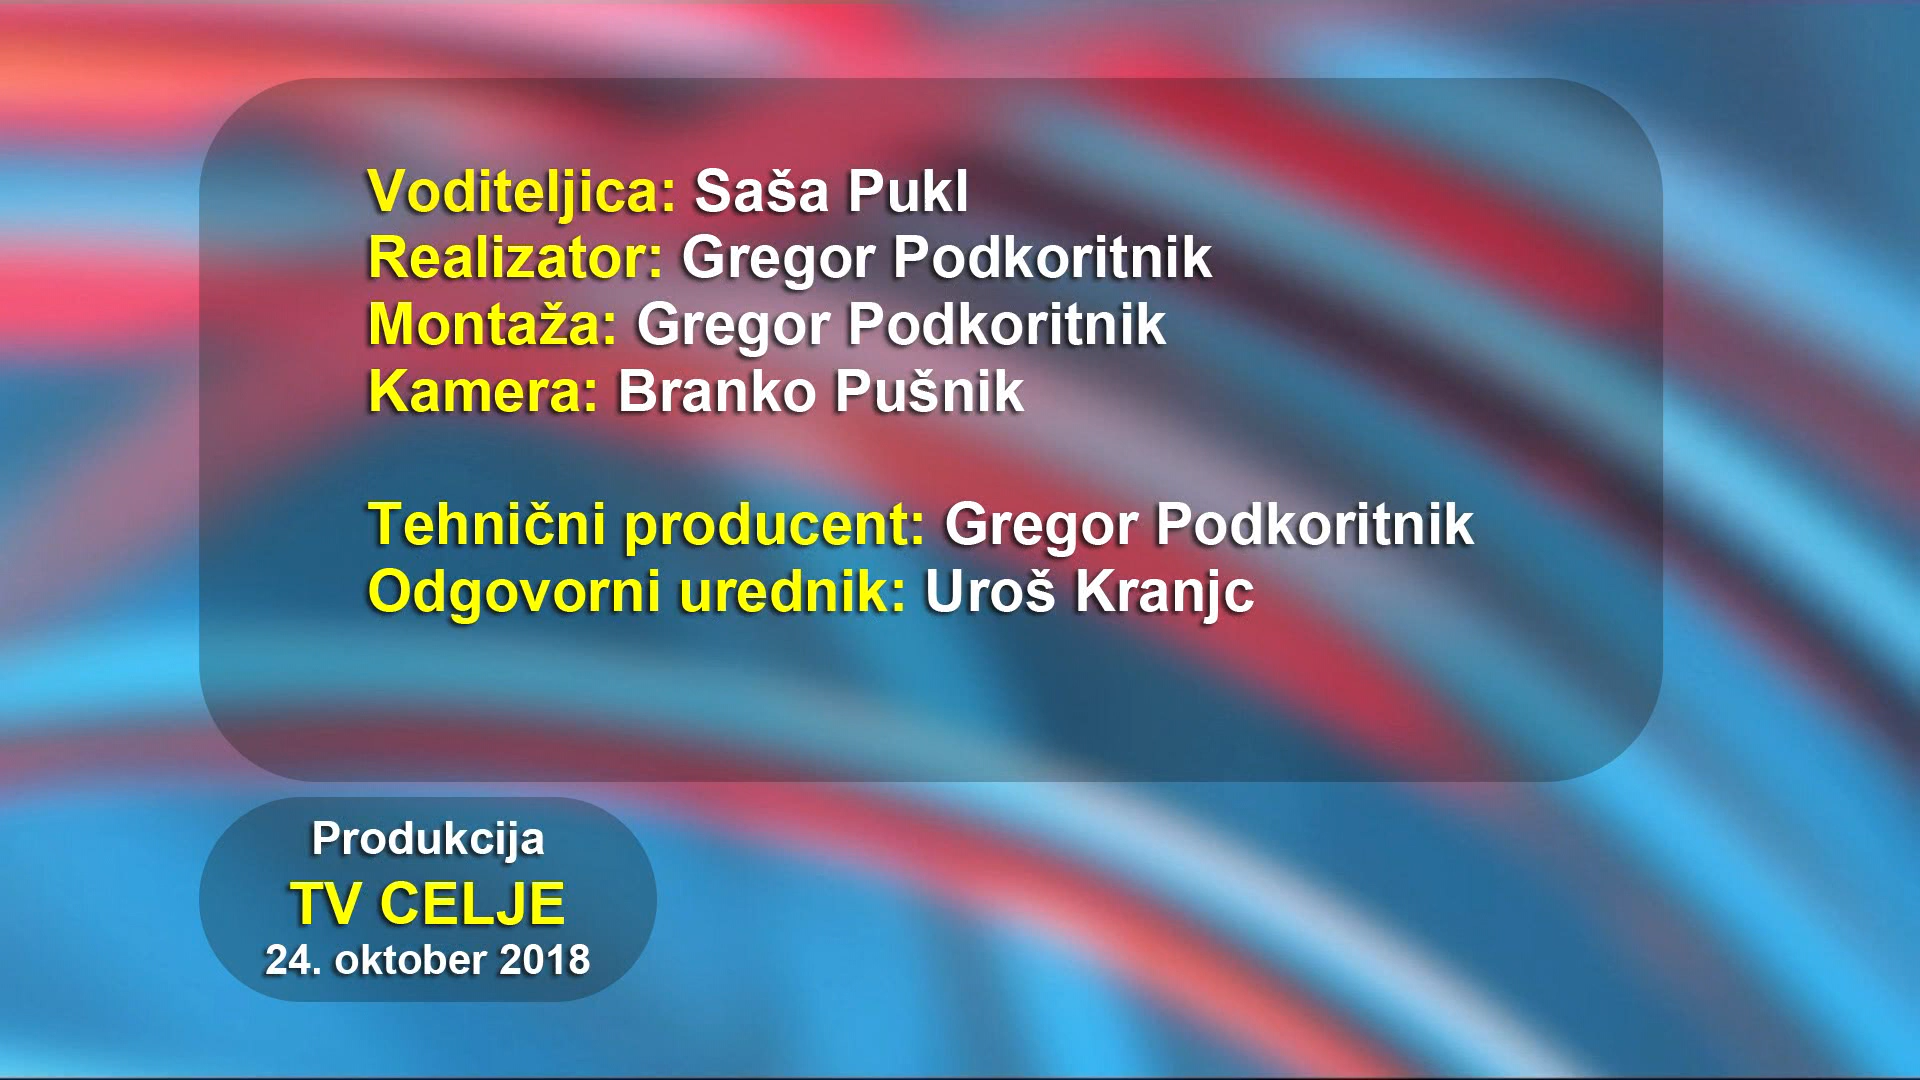 Voditeljica: Saša Pukl
Realizator: Gregor Podkoritnik
Montaža: Gregor Podkoritnik
Kamera: Branko Pušnik
Tehnični producent: Gregor Podkoritnik
Odgovorni urednik: Uroš Kranjc
Produkcija
TV CELJE
24. oktober 2018